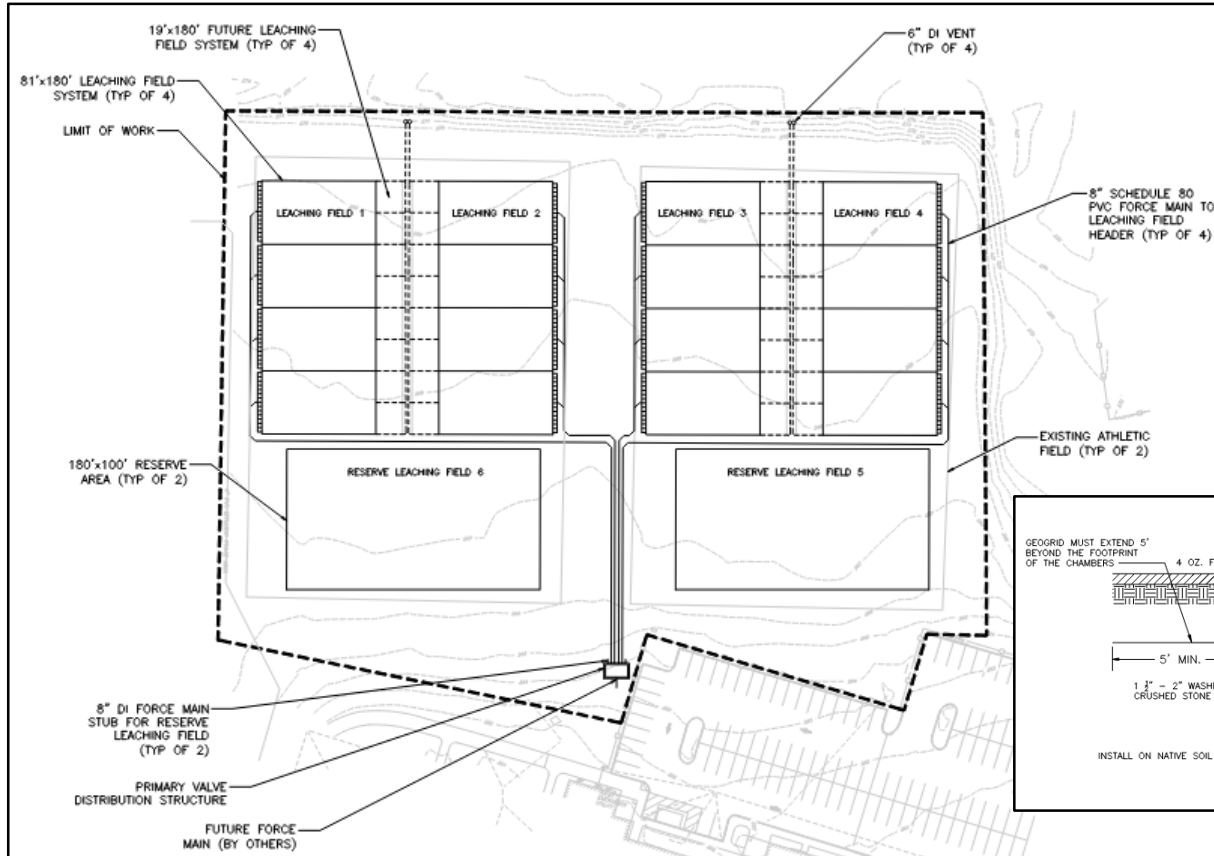 19'x180' FUTURE LEACHING
FIELD SYSTEM (TYP OF 4)
81'x180' LEACHING FIELD
SYSTEM (TYP OF 4)
LIMIT OF WORK
6" DI VENT
(TYP OF 4)
8" SCHEDULE 80
PVC FORCE MAIN TO
LEACHING FIELD
HEADER (TYP OF 4)
LEACHING FIELD 1
LEACHING FIELD 2
LEACHING FIELD 3
LEACHING FIELD 4
EXISTING ATHLETIC
FIELD (TYP OF 2)
180'x100' RESERVE
AREA (TYP OF 2)
RESERVE LEACHING FIELD 6
RESERVE LEACHING FIELD 5
8" DI FORCE MAIN
STUB FOR RESERVE
LEACHING FIELD
(TYP OF 2)
PRIMARY VALVE
DISTRIBUTION STRUCTURE
FUTURE FORCE
MAIN (BY OTHERS)
GEOGRID MUST EXTEND 5'
BEYOND THE FOOTPRINT
OF THE CHAMBERS
4 OZ. F
5' MIN.
1 ½" - 2" WASH
CRUSHED STONE
INSTALL ON NATIVE SOIL